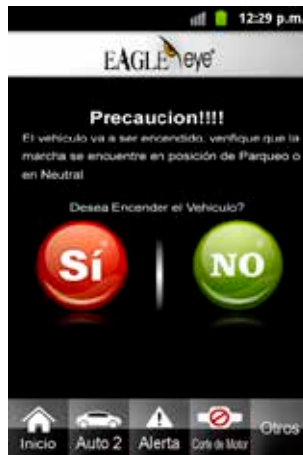 12:29 p.m.
EAGLE eye
Precaucion!!!!
El vehiculo va a ser encendido, verifique que la
marcha se encuentre en posición de Parqueo o
en Neutral
Desea Encender el Vehiculo?
Sí NO
Inicio Auto 2 Alerta Corte de Motor Otros